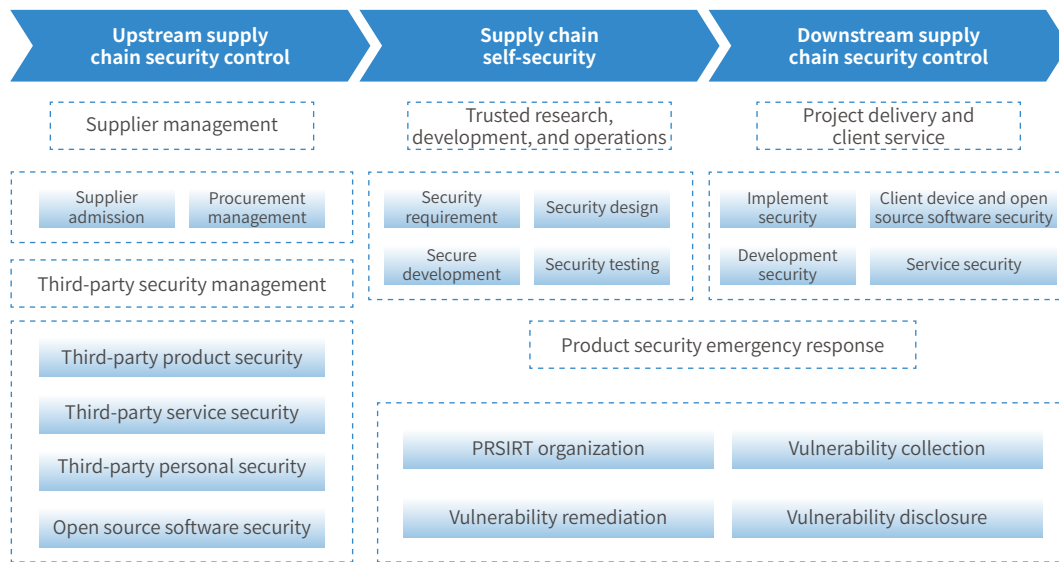 Upstream supply
chain security control
Supply chain
self-security
Downstream supply
chain security control
Supplier management
Trusted research,
development, and operations
Project delivery and
client service
Supplier
admission
Procurement
management
Security
requirement
Security design
Implement
security
Client device and open
source software security
Secure
development
Security testing
Development
security
Service security
Third-party security management
Third-party product security
Third-party service security
Third-party personal security
Open source software security
Product security emergency response
PRSIRT organization
Vulnerability collection
Vulnerability remediation
Vulnerability disclosure